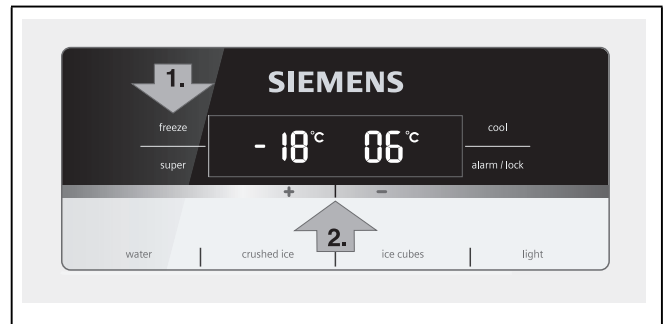 1.
SIEMENS
freeze
super
-18°C 06°C
cool
alarm / lock
+ -
2.
water crushed ice ice cubes light